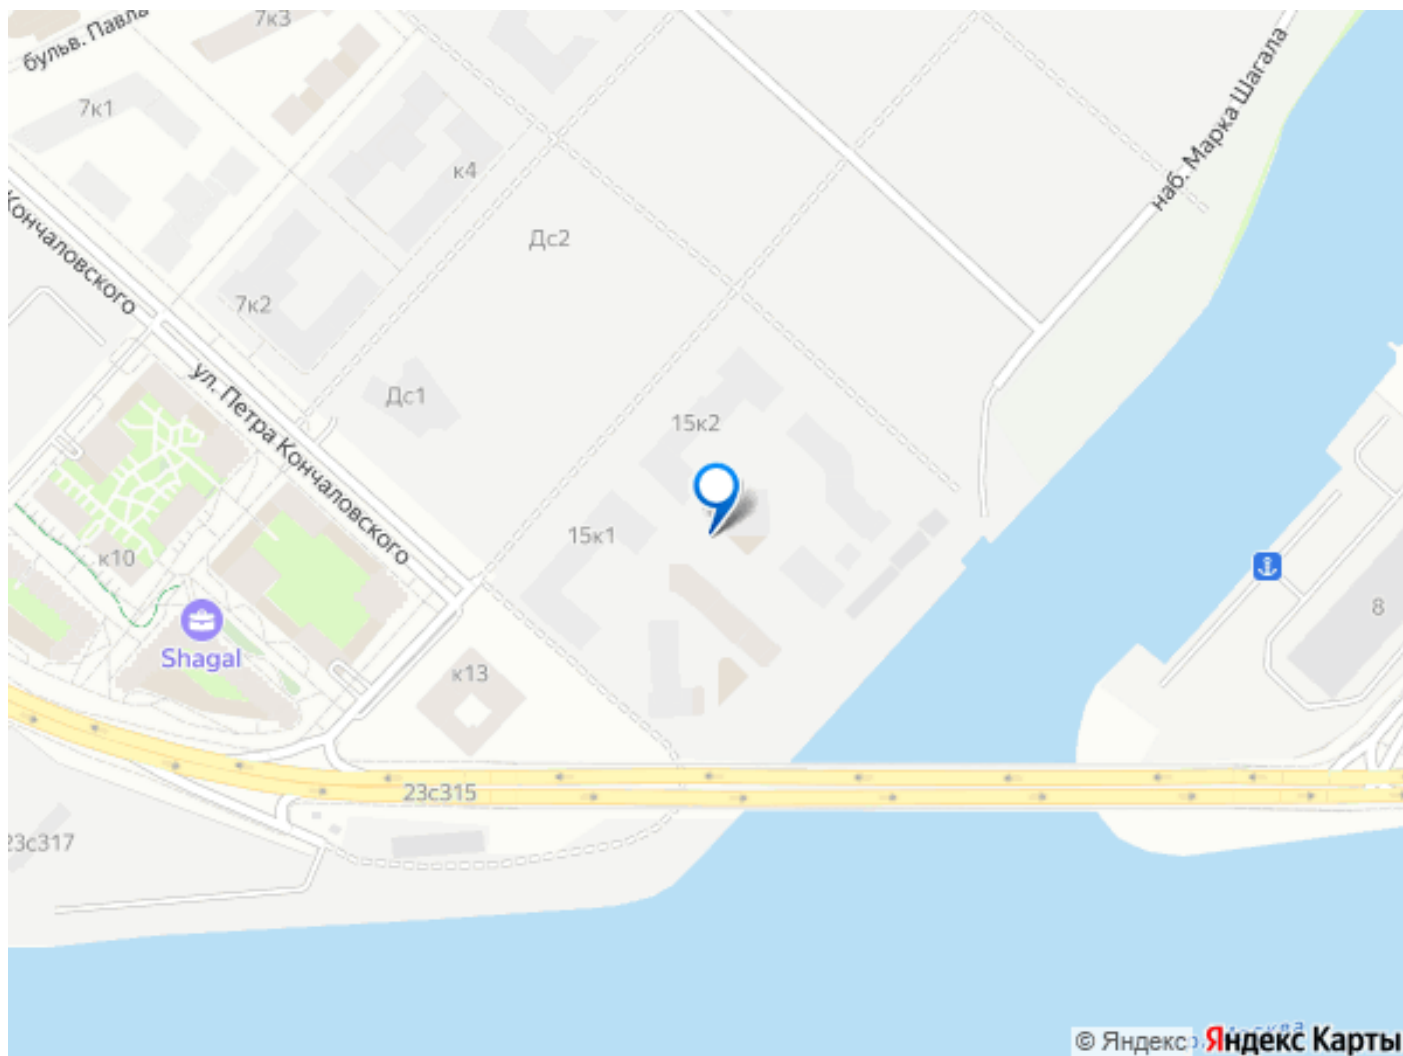 7к3
бульв. Павла
7к1
наб. Марка Шагала
к4
Кончаловского
Дс2
7к2
ул. Петра Кончаловского
Дс1
15к2
15к1
к10
8
Shagal
к13
23с315
23с317
© Яндекс Яндекс Карты